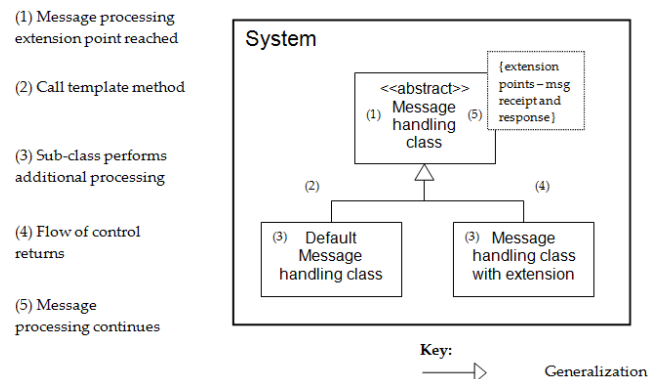 (1) Message processing
extension point reached
(2) Call template method
(3) Sub-class performs
additional processing
(4) Flow of control
returns
(5) Message
processing continues
System
{extension
points – msg
receipt and
response}
<<abstract>>
(1) Message (5)
handling
class
(2)
(4)
(3) Default
Message
handling class
(3) Message
handling class
with extension
Key:
Generalization